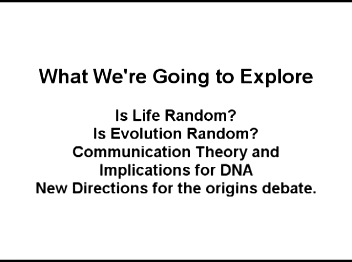 What We're Going to Explore
Is Life Random?
Is Evolution Random?
Communication Theory and
Implications for DNA
New Directions for the origins debate.